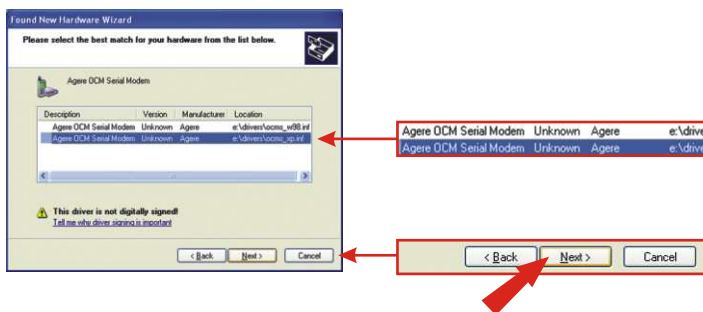 Found New Hardware Wizard
Please select the best match for your hardware from the list below.
Agere OCM Serial Modem
Description Version Manufacturer Location
Agere OCM Serial Modem Unknown Agere e:\drivers\ocms_w98.inf
Agere OCM Serial Modem Unknown Agere e:\drivers\ocms_xp.inf
This driver is not digitally signed!
Tell me why driver signing is important
< Back Next > Cancel
Agere OCM Serial Modem Unknown Agere e:\drive
Agere OCM Serial Modem Unknown Agere e:\drive
< Back Next > Cancel